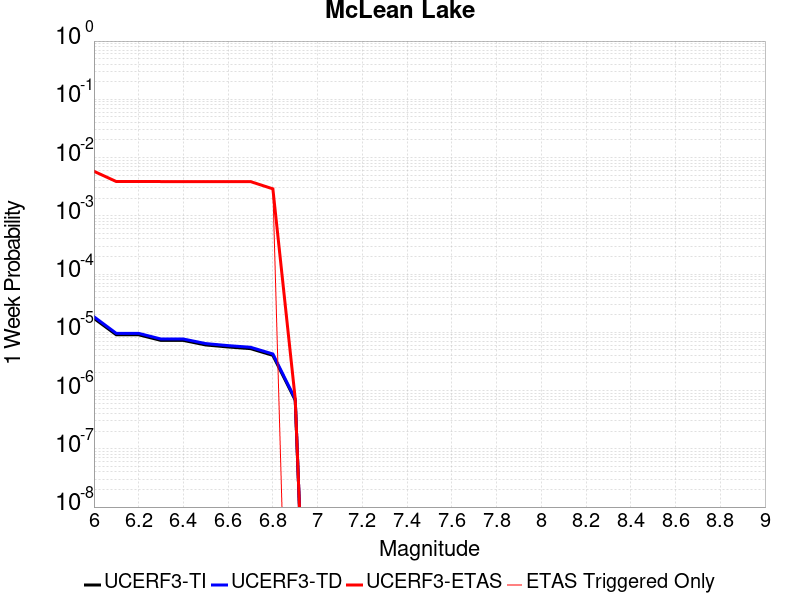 McLean Lake
10^0
10^-1
10^-2
10^-3
10^-4
10^-5
10^-6
10^-7
10^-8
1 Week Probability
6 6.2 6.4 6.6 6.8 7 7.2 7.4 7.6 7.8 8 8.2 8.4 8.6 8.8 9
Magnitude
UCERF3-TI UCERF3-TD UCERF3-ETAS ETAS Triggered Only